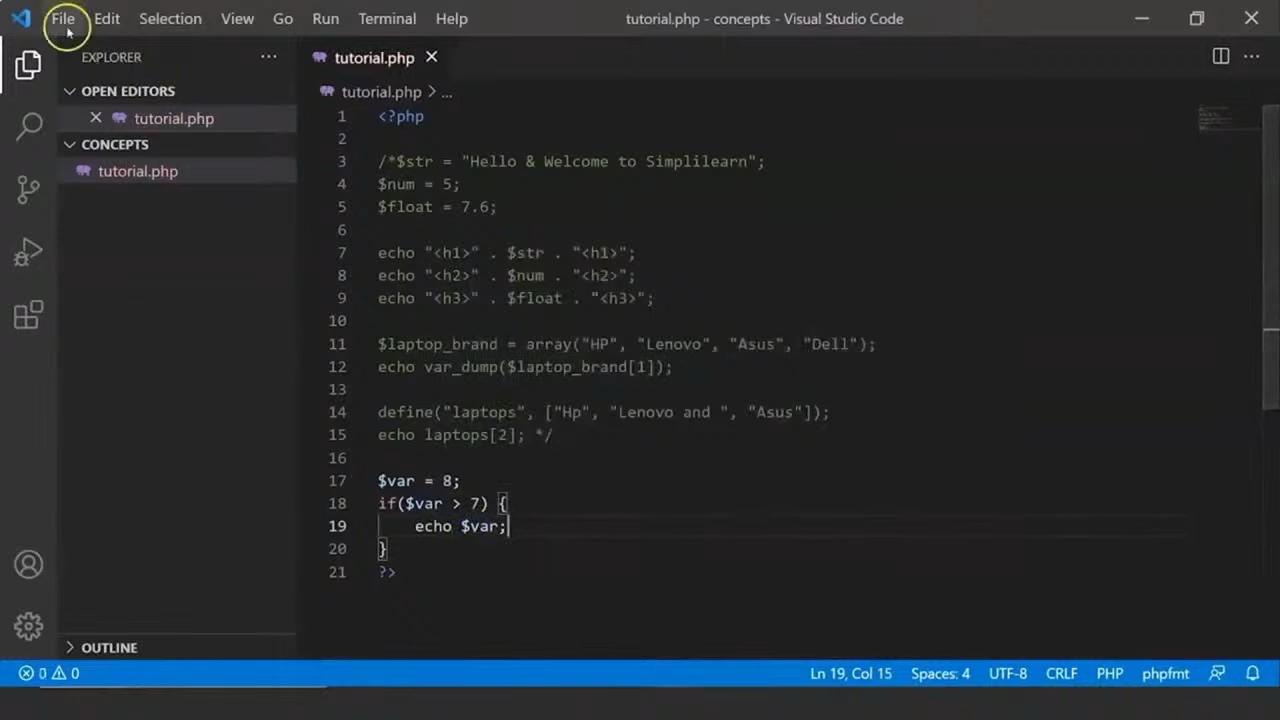 File Edit Selection View Go Run Terminal Help tutorial.php - concepts - Visual Studio Code
EXPLORER ...
OPEN EDITORS
tutorial.php
CONCEPTS
tutorial.php
tutorial.php
tutorial.php > ...
1 <?php
2
3 /*$str = "Hello & Welcome to Simplilearn";
4 $num = 5;
5 $float = 7.6;
6
7 echo "<h1>" . $str . "<h1>";
8 echo "<h2>" . $num . "<h2>";
9 echo "<h3>" . $float . "<h3>";
10
11 $laptop_brand = array("HP", "Lenovo", "Asus", "Dell");
12 echo var_dump($laptop_brand[1]);
13
14 define("laptops", ["Hp", "Lenovo and ", "Asus"]);
15 echo laptops[2]; */
16
17 $var = 8;
18 if($var > 7) {
19     echo $var;
20 }
21 ?>
OUTLINE
0 0 Ln 19, Col 15 Spaces: 4 UTF-8 CRLF PHP phpfmt